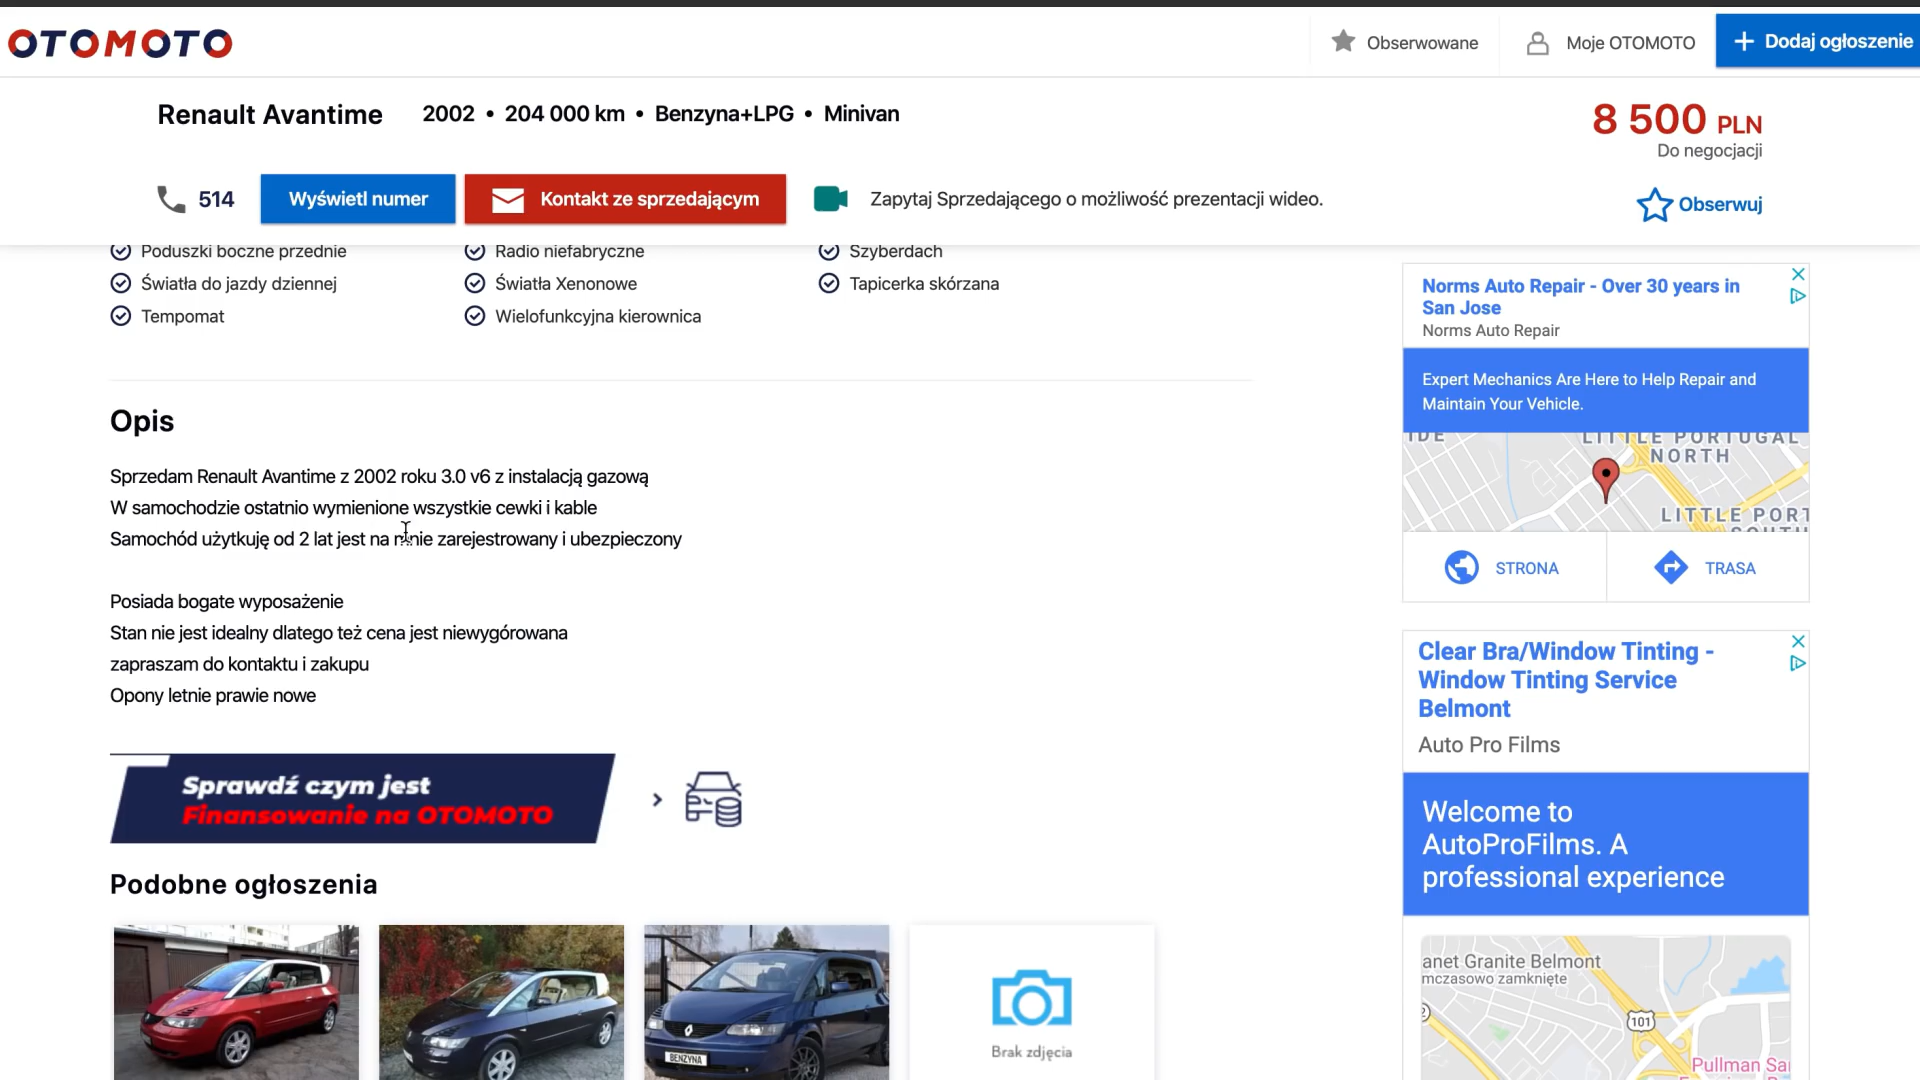 OTOMOTO
Obserwowane
Moje OTOMOTO
+ Dodaj ogłoszenie
Renault Avantime
2002 • 204 000 km • Benzyna+LPG • Minivan
8 500 PLN
Do negocjacji
514
Wyświetl numer
Kontakt ze sprzedającym
Zapytaj Sprzedającego o możliwość prezentacji wideo.
Obserwuj
Poduszki boczne przednie
Radio niefabryczne
Szyberdach
Światła do jazdy dziennej
Światła Xenonowe
Tapicerka skórzana
Tempomat
Wielofunkcyjna kierownica
Opis
Sprzedam Renault Avantime z 2002 roku 3.0 v6 z instalacją gazową
W samochodzie ostatnio wymienione wszystkie cewki i kable
Samochód użytkuję od 2 lat jest na mnie zarejestrowany i ubezpieczony
Posiada bogate wyposażenie
Stan nie jest idealny dlatego też cena jest niewygórowana
zapraszam do kontaktu i zakupu
Opony letnie prawie nowe
Sprawdź czym jest
Finansowanie na OTOMOTO
Podobne ogłoszenia
BENZYNA
Brak zdjęcia
Norms Auto Repair - Over 30 years in
San Jose
Norms Auto Repair
Expert Mechanics Are Here to Help Repair and
Maintain Your Vehicle.
LITTLE PORTUGAL
NORTH
LITTLE PORT
STRONA
TRASA
Clear Bra/Window Tinting -
Window Tinting Service
Belmont
Auto Pro Films
Welcome to
AutoProFilms. A
professional experience
anet Granite Belmont
mczasowo zamknięte
101
Pullman Sa